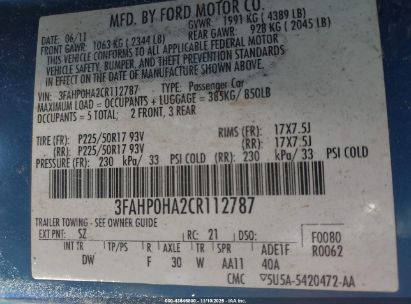 MFD. BY FORD MOTOR CO.
DATE: 06/11 GVWR: 1991 KG (4389 LB)
FRONT GAWR: 1063 KG (2344 LB) REAR GAWR: 928 KG (2045 LB)
THIS VEHICLE CONFORMS TO ALL APPLICABLE FEDERAL MOTOR
VEHICLE SAFETY, BUMPER, AND THEFT PREVENTION STANDARDS
IN EFFECT ON THE DATE OF MANUFACTURE SHOWN ABOVE.
VIN: 3FAHP0HA2CR112787 TYPE: Passenger Car
MAXIMUM LOAD = OCCUPANTS + LUGGAGE = 385KG/850LB
OCCUPANTS = 5 TOTAL; 2 FRONT, 3 REAR
TIRE (FR): P225/50R17 93V RIMS (FR): 17X7.5J
(RR): P225/50R17 93V (RR): 17X7.5J
PRESSURE (FR) 230 kPa/ 33 PSI COLD (RR) 230 kPa/ 33 PSI COLD
3FAHP0HA2CR112787
TRAILER TOWING - SEE OWNER GUIDE
EXT PNT: SZ RC: 21 DSO: F0080
INT TR TP/PS R AXLE TR SPR ADE1F R0062
DW F 30 W AA11 40A
CMC 5U5A-5420472-AA
43846800 11/10/2025